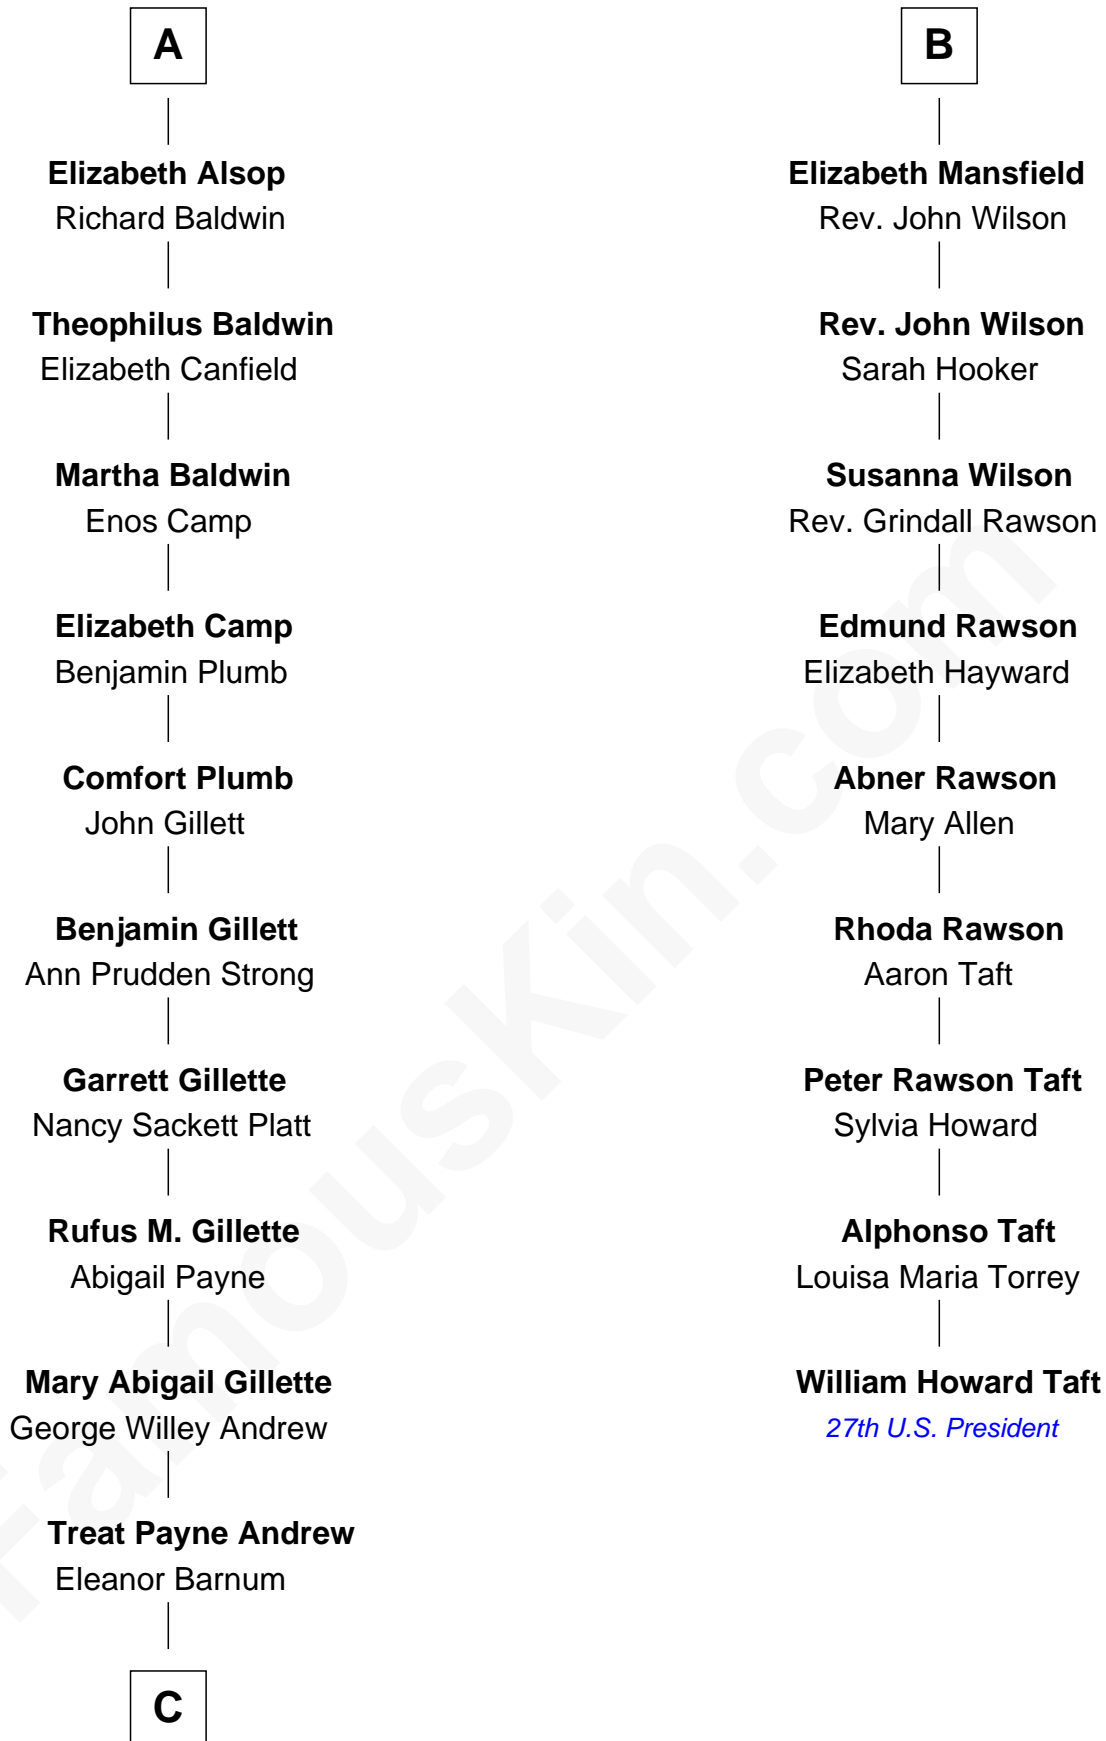 A
Elizabeth Alsop
Richard Baldwin
Theophilus Baldwin
Elizabeth Canfield
Martha Baldwin
Enos Camp
Elizabeth Camp
Benjamin Plumb
Comfort Plumb
John Gillett
Benjamin Gillett
Ann Prudden Strong
Garrett Gillette
Nancy Sackett Platt
Rufus M. Gillette
Abigail Payne
Mary Abigail Gillette
George Willey Andrew
Treat Payne Andrew
Eleanor Barnum
C
B
Elizabeth Mansfield
Rev. John Wilson
Rev. John Wilson
Sarah Hooker
Susanna Wilson
Rev. Grindall Rawson
Edmund Rawson
Elizabeth Hayward
Abner Rawson
Mary Allen
Rhoda Rawson
Aaron Taft
Peter Rawson Taft
Sylvia Howard
Alphonso Taft
Louisa Maria Torrey
William Howard Taft
27th U.S. President
FamousKin.com